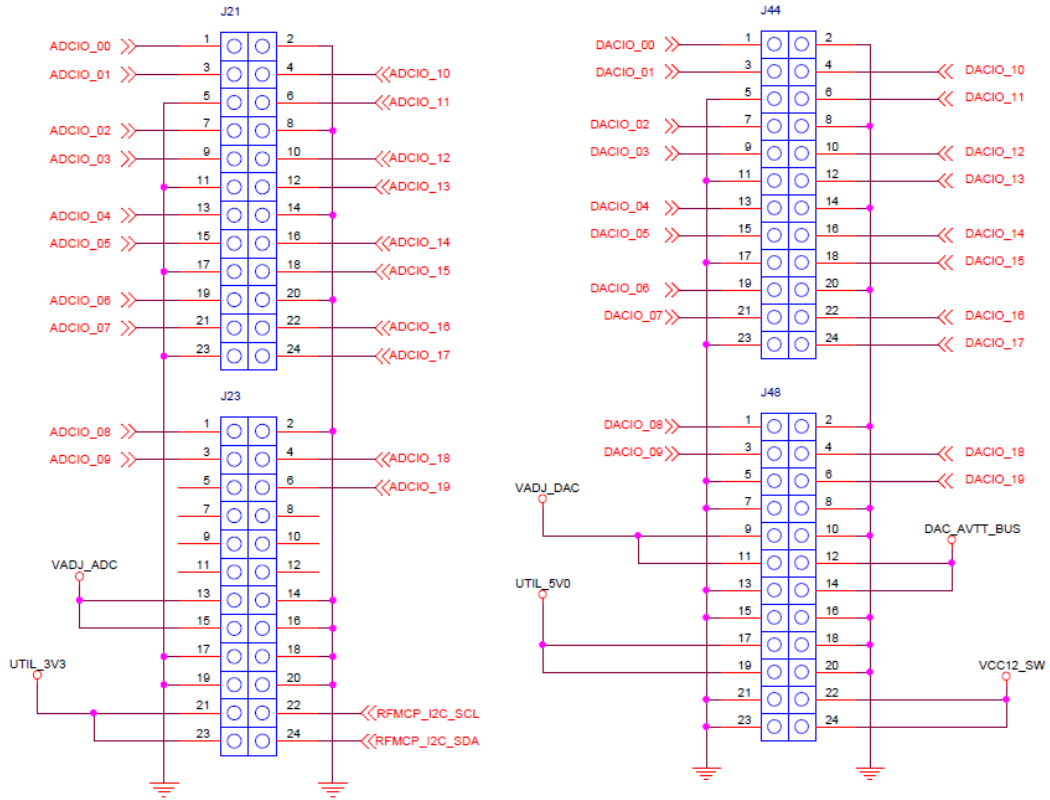 J21
ADCIO_00 1 2
ADCIO_01 3 4 ADCIO_10
5 6 ADCIO_11
ADCIO_02 7 8
ADCIO_03 9 10 ADCIO_12
11 12 ADCIO_13
ADCIO_04 13 14
ADCIO_05 15 16 ADCIO_14
17 18 ADCIO_15
ADCIO_06 19 20
ADCIO_07 21 22 ADCIO_16
23 24 ADCIO_17
J23
ADCIO_08 1 2
ADCIO_09 3 4 ADCIO_18
5 6 ADCIO_19
7 8
9 10
VADJ_ADC
11 12
13 14
15 16
UTIL_3V3
17 18
19 20
21 22 RFMCP_I2C_SCL
23 24 RFMCP_I2C_SDA
J44
DACIO_00 1 2
DACIO_01 3 4 DACIO_10
5 6 DACIO_11
DACIO_02 7 8
DACIO_03 9 10 DACIO_12
11 12 DACIO_13
DACIO_04 13 14
DACIO_05 15 16 DACIO_14
17 18 DACIO_15
DACIO_06 19 20
DACIO_07 21 22 DACIO_16
23 24 DACIO_17
J48
DACIO_08 1 2
DACIO_09 3 4 DACIO_18
5 6 DACIO_19
VADJ_DAC
7 8
9 10
DAC_AVTT_BUS
11 12
UTIL_5V0
13 14
15 16
17 18
19 20
VCC12_SW
21 22
23 24